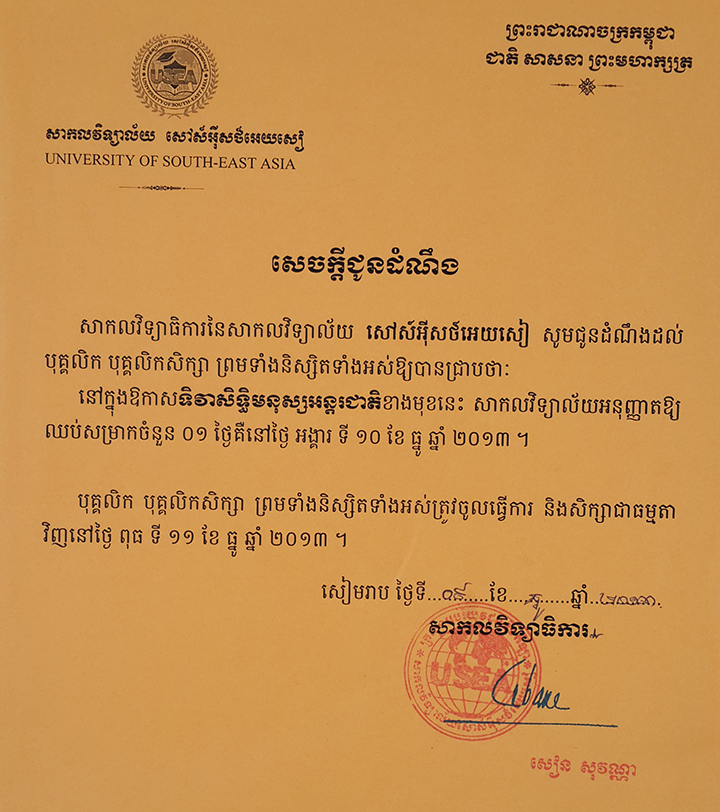 ព្រះរាជាណាចក្រកម្ពុជា
ជាតិ សាសនា ព្រះមហាក្សត្រ
USEA
UNIVERSITY OF SOUTH-EAST ASIA
សាកលវិទ្យាល័យ សៅស៍អ៊ីសថ៍អេយសៀ
UNIVERSITY OF SOUTH-EAST ASIA
សេចក្តីជូនដំណឹង
សាកលវិទ្យាធិការនៃសាកលវិទ្យាល័យ សៅស៍អ៊ីសថ៍អេយសៀ សូមជូនដំណឹងដល់
បុគ្គលិក បុគ្គលិកសិក្សា ព្រមទាំងនិស្សិតទាំងអស់ឱ្យបានជ្រាបថាៈ
នៅក្នុងឱកាសទិវាសិទ្ធិមនុស្សអន្តរជាតិខាងមុខនេះ សាកលវិទ្យាល័យអនុញ្ញាតឱ្យ
ឈប់សម្រាកចំនួន ០១ ថ្ងៃគឺនៅថ្ងៃ អង្គារ ទី ១០ ខែ ធ្នូ ឆ្នាំ ២០១៣ ។
បុគ្គលិក បុគ្គលិកសិក្សា ព្រមទាំងនិស្សិតទាំងអស់ត្រូវចូលធ្វើការ និងសិក្សាជាធម្មតា
វិញនៅថ្ងៃ ពុធ ទី ១១ ខែ ធ្នូ ឆ្នាំ ២០១៣ ។
សៀមរាប ថ្ងៃទី...០៩.....ខែ...ធ្នូ......ឆ្នាំ..២០១៣.
សាកលវិទ្យាធិការ
USEA
សៀន សុវណ្ណា